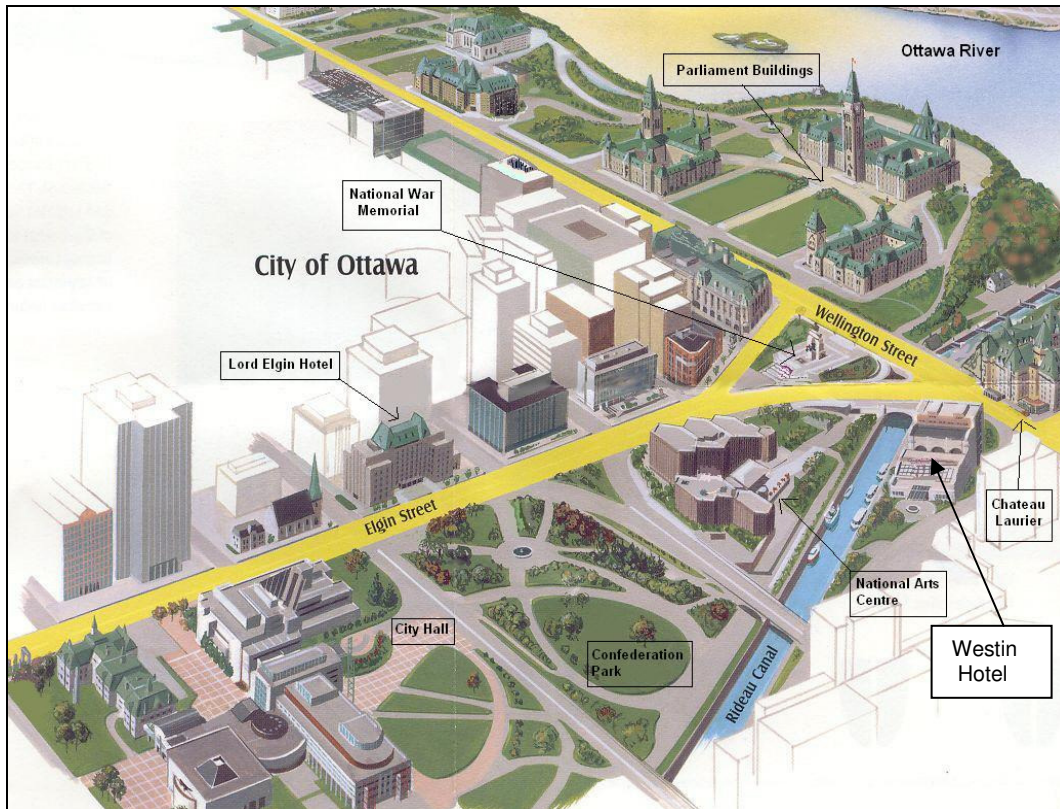 Ottawa River
Parliament Buildings
National War
Memorial
City of Ottawa
Wellington Street
Lord Elgin Hotel
Elgin Street
Chateau
Laurier
National Arts
Centre
City Hall
Confederation
Park
Westin
Hotel
Rideau Canal